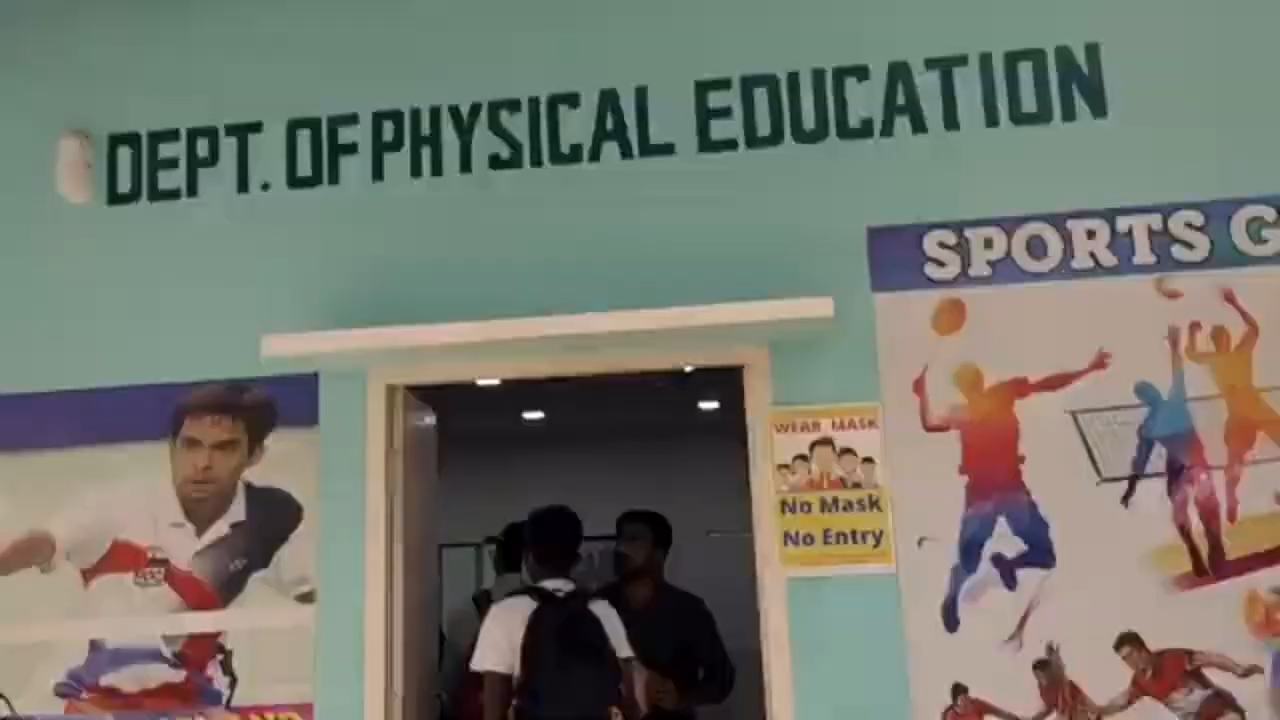 DEPT. OF PHYSICAL EDUCATION
SPORTS G
WEAR MASK
No Mask
No Entry